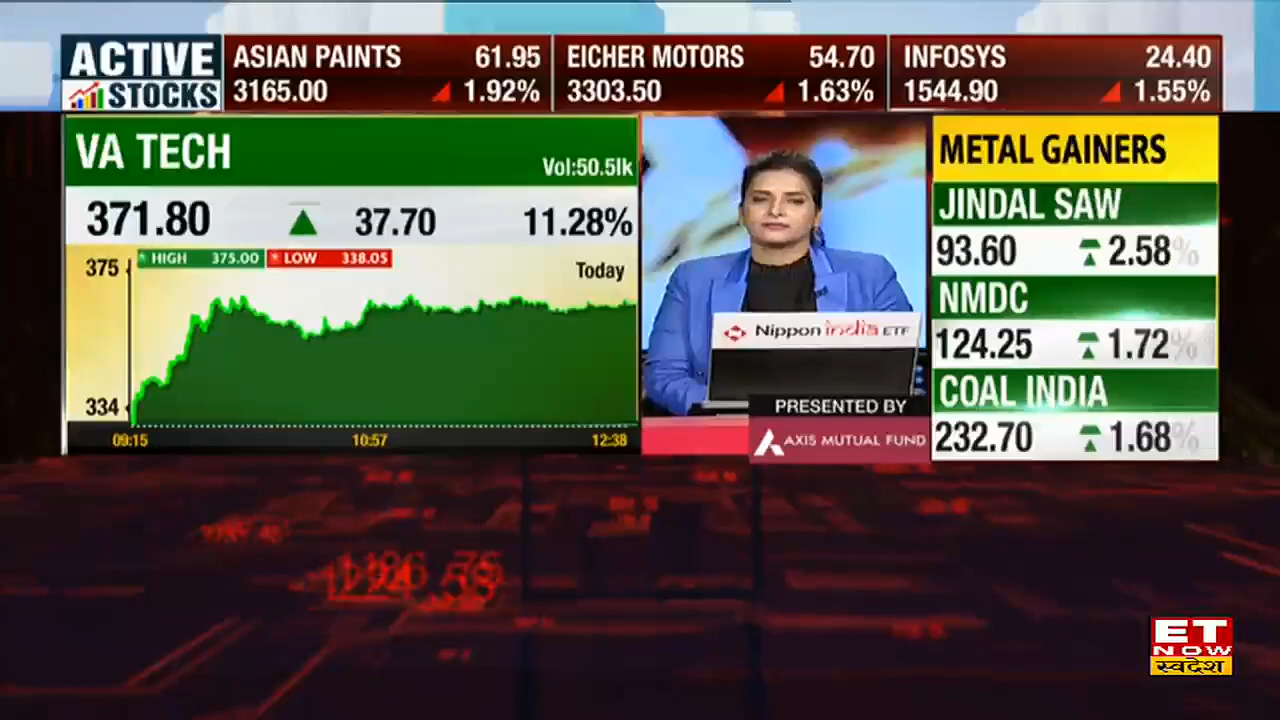 ACTIVE
STOCKS
ASIAN PAINTS 61.95
3165.00 1.92%
EICHER MOTORS 54.70
3303.50 1.63%
INFOSYS 24.40
1544.90 1.55%
VA TECH
Vol:50.5lk
371.80 37.70 11.28%
HIGH 375.00 LOW 338.05
375
Today
334
09:15 10:57 12:38
Nippon india ETF
PRESENTED BY
AXIS MUTUAL FUND
METAL GAINERS
JINDAL SAW
93.60 2.58%
NMDC
124.25 1.72%
COAL INDIA
232.70 1.68%
ET
NOW
स्वदेश